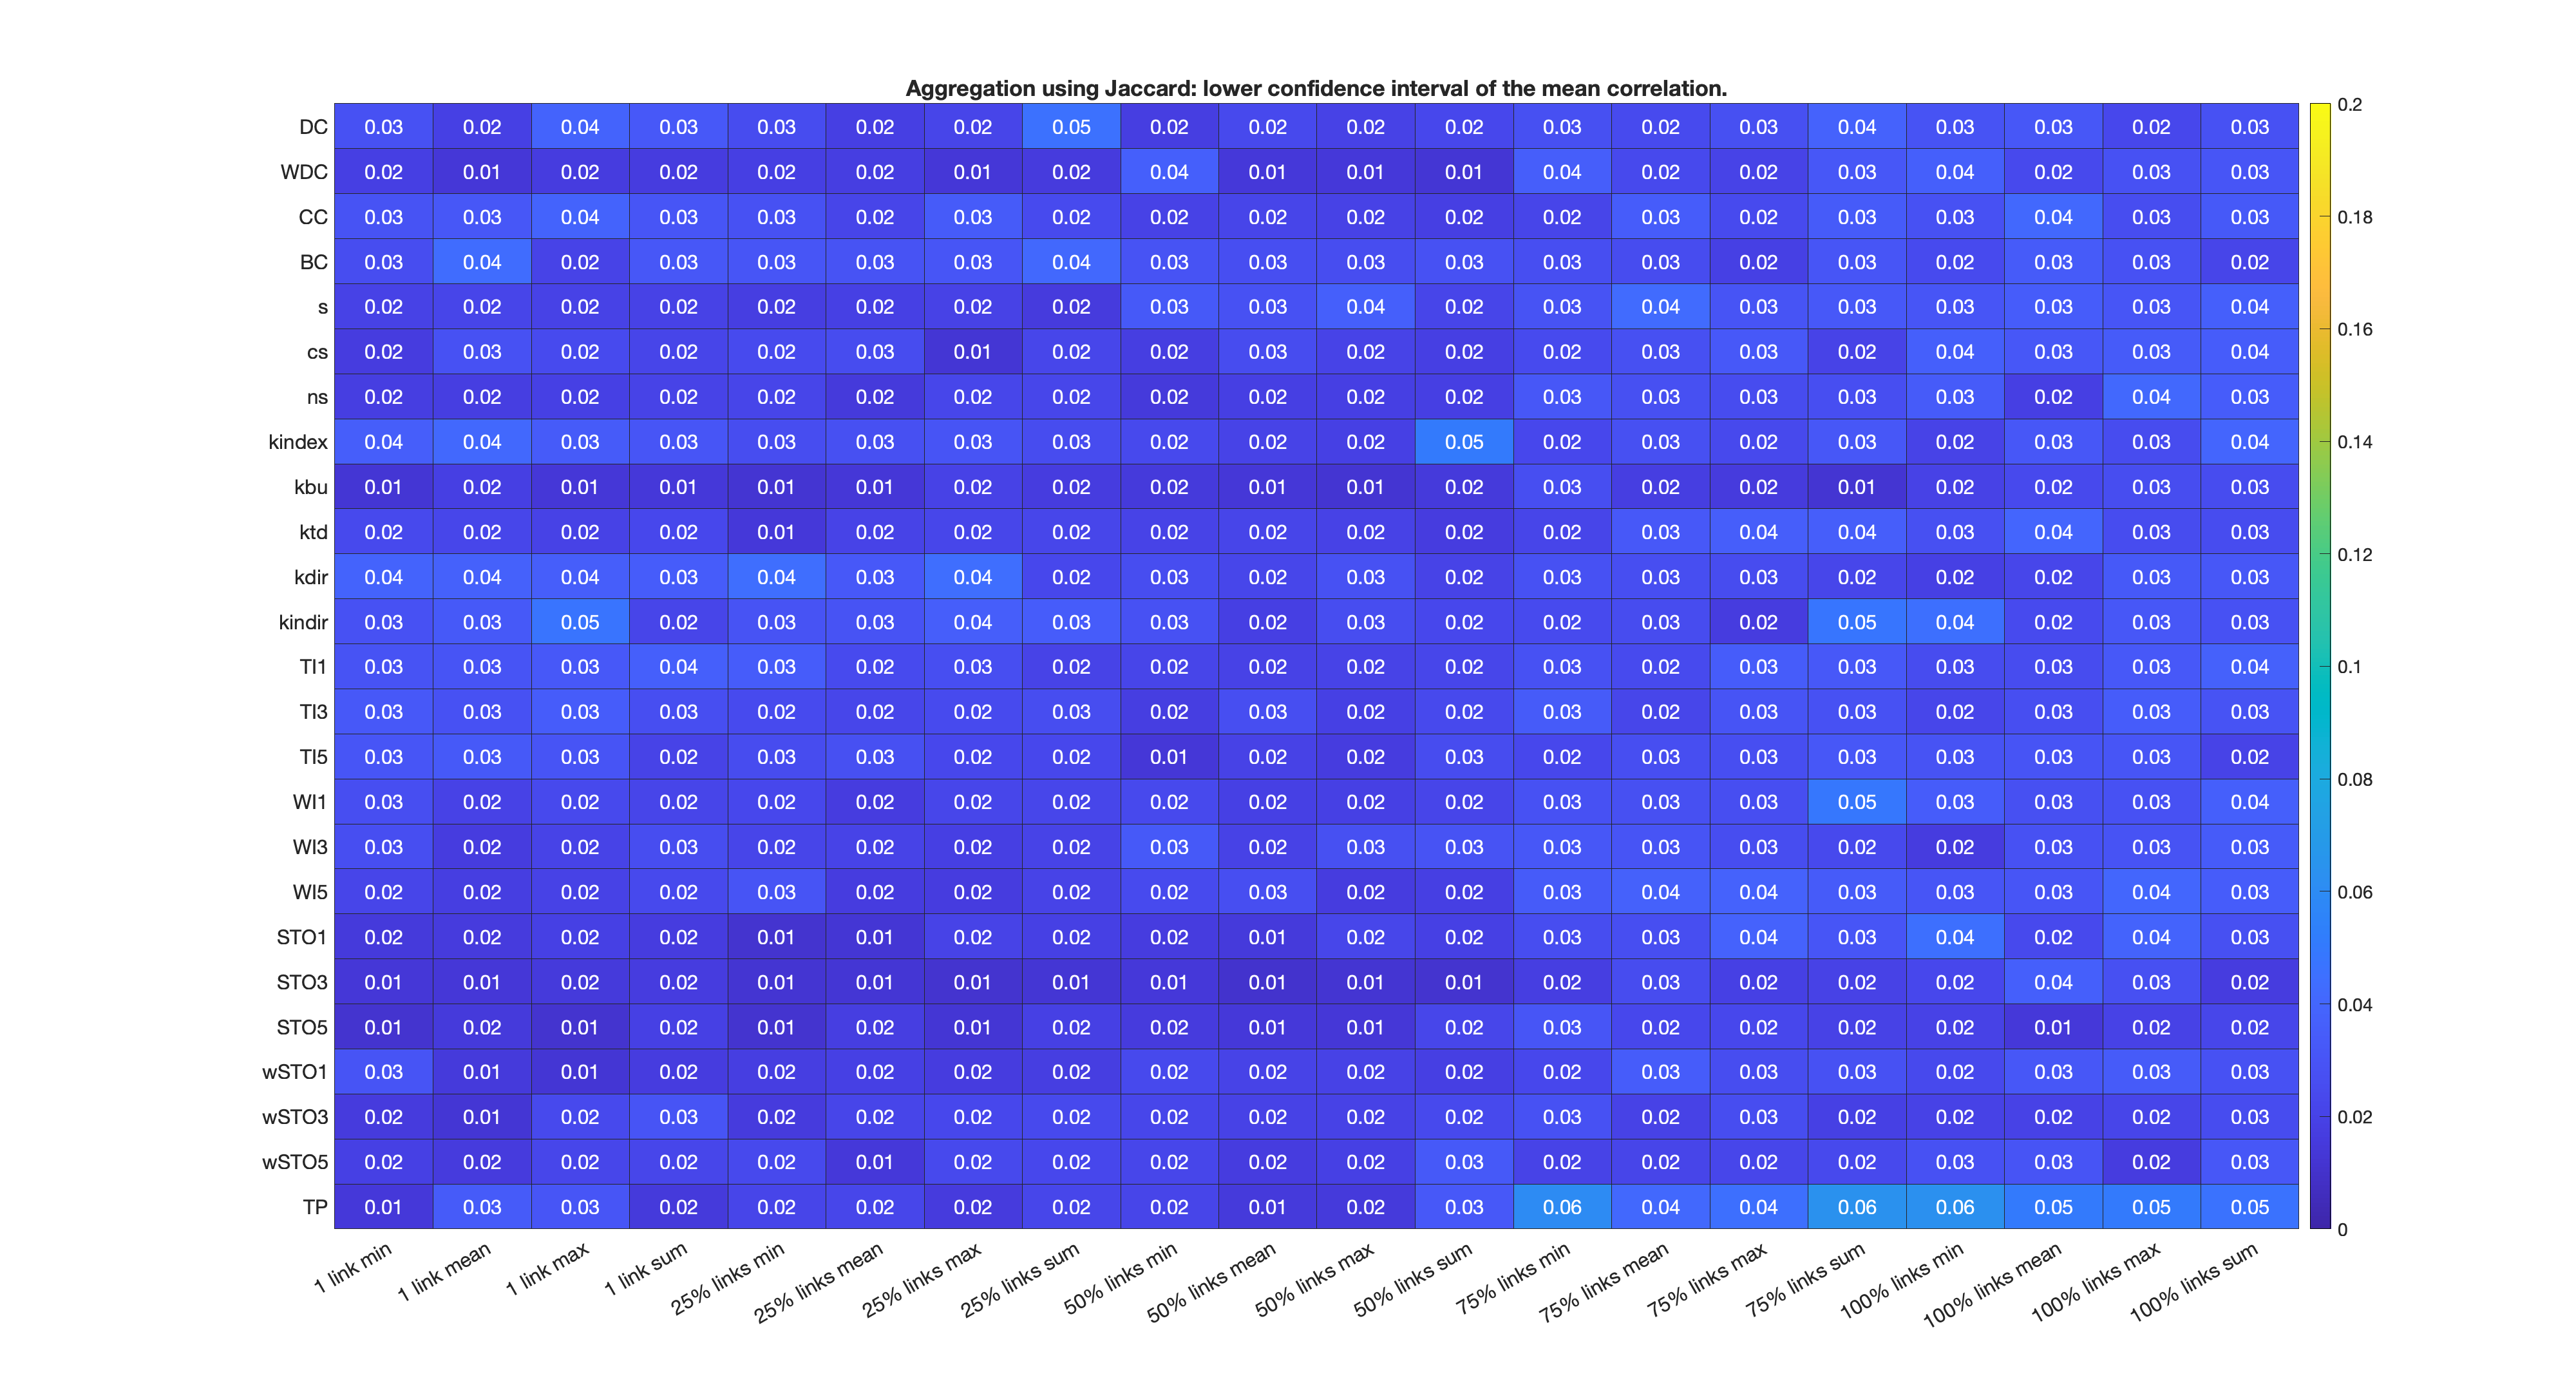 Aggregation using Jaccard: lower confidence interval of the mean correlation.
DC 0.03 0.02 0.04 0.03 0.03 0.02 0.02 0.05 0.02 0.02 0.02 0.02 0.03 0.02 0.03 0.04 0.03 0.03 0.02 0.03
WDC 0.02 0.01 0.02 0.02 0.02 0.02 0.01 0.02 0.04 0.01 0.01 0.01 0.04 0.02 0.02 0.03 0.04 0.02 0.03 0.03
CC 0.03 0.03 0.04 0.03 0.03 0.02 0.03 0.02 0.02 0.02 0.02 0.02 0.02 0.03 0.02 0.03 0.03 0.04 0.03 0.03
BC 0.03 0.04 0.02 0.03 0.03 0.03 0.03 0.04 0.03 0.03 0.03 0.03 0.03 0.03 0.02 0.03 0.02 0.03 0.03 0.02
s 0.02 0.02 0.02 0.02 0.02 0.02 0.02 0.02 0.03 0.03 0.04 0.02 0.03 0.04 0.03 0.03 0.03 0.03 0.03 0.04
cs 0.02 0.03 0.02 0.02 0.02 0.03 0.01 0.02 0.02 0.03 0.02 0.02 0.02 0.03 0.03 0.02 0.04 0.03 0.03 0.04
ns 0.02 0.02 0.02 0.02 0.02 0.02 0.02 0.02 0.02 0.02 0.02 0.02 0.03 0.03 0.03 0.03 0.03 0.02 0.04 0.03
kindex 0.04 0.04 0.03 0.03 0.03 0.03 0.03 0.03 0.02 0.02 0.02 0.05 0.02 0.03 0.02 0.03 0.02 0.03 0.03 0.04
kbu 0.01 0.02 0.01 0.01 0.01 0.01 0.02 0.02 0.02 0.01 0.01 0.02 0.03 0.02 0.02 0.01 0.02 0.02 0.03 0.03
ktd 0.02 0.02 0.02 0.02 0.01 0.02 0.02 0.02 0.02 0.02 0.02 0.02 0.02 0.03 0.04 0.04 0.03 0.04 0.03 0.03
kdir 0.04 0.04 0.04 0.03 0.04 0.03 0.04 0.02 0.03 0.02 0.03 0.02 0.03 0.03 0.03 0.02 0.02 0.02 0.03 0.03
kindir 0.03 0.03 0.05 0.02 0.03 0.03 0.04 0.03 0.03 0.02 0.03 0.02 0.02 0.03 0.02 0.05 0.04 0.02 0.03 0.03
TI1 0.03 0.03 0.03 0.04 0.03 0.02 0.03 0.02 0.02 0.02 0.02 0.02 0.03 0.02 0.03 0.03 0.03 0.03 0.03 0.04
TI3 0.03 0.03 0.03 0.03 0.02 0.02 0.02 0.03 0.02 0.03 0.02 0.02 0.03 0.02 0.03 0.03 0.02 0.03 0.03 0.03
TI5 0.03 0.03 0.03 0.02 0.03 0.03 0.02 0.02 0.01 0.02 0.02 0.03 0.02 0.03 0.03 0.03 0.03 0.03 0.03 0.02
WI1 0.03 0.02 0.02 0.02 0.02 0.02 0.02 0.02 0.02 0.02 0.02 0.02 0.03 0.03 0.03 0.05 0.03 0.03 0.03 0.04
WI3 0.03 0.02 0.02 0.03 0.02 0.02 0.02 0.02 0.03 0.02 0.03 0.03 0.03 0.03 0.03 0.02 0.02 0.03 0.03 0.03
WI5 0.02 0.02 0.02 0.02 0.03 0.02 0.02 0.02 0.02 0.03 0.02 0.02 0.03 0.04 0.04 0.03 0.03 0.03 0.04 0.03
STO1 0.02 0.02 0.02 0.02 0.01 0.01 0.02 0.02 0.02 0.01 0.02 0.02 0.03 0.03 0.04 0.03 0.04 0.02 0.04 0.03
STO3 0.01 0.01 0.02 0.02 0.01 0.01 0.01 0.01 0.01 0.01 0.01 0.01 0.02 0.03 0.02 0.02 0.02 0.04 0.03 0.02
STO5 0.01 0.02 0.01 0.02 0.01 0.02 0.01 0.02 0.02 0.01 0.01 0.02 0.03 0.02 0.02 0.02 0.02 0.01 0.02 0.02
wSTO1 0.03 0.01 0.01 0.02 0.02 0.02 0.02 0.02 0.02 0.02 0.02 0.02 0.02 0.03 0.03 0.03 0.02 0.03 0.03 0.03
wSTO3 0.02 0.01 0.02 0.03 0.02 0.02 0.02 0.02 0.02 0.02 0.02 0.02 0.03 0.02 0.03 0.02 0.02 0.02 0.02 0.03
wSTO5 0.02 0.02 0.02 0.02 0.02 0.01 0.02 0.02 0.02 0.02 0.02 0.03 0.02 0.02 0.02 0.02 0.03 0.03 0.02 0.03
TP 0.01 0.03 0.03 0.02 0.02 0.02 0.02 0.02 0.02 0.01 0.02 0.03 0.06 0.04 0.04 0.06 0.06 0.05 0.05 0.05
1 link min 1 link mean 1 link max 1 link sum 25% links min 25% links mean 25% links max 25% links sum 50% links min 50% links mean 50% links max 50% links sum 75% links min 75% links mean 75% links max 75% links sum 100% links min 100% links mean 100% links max 100% links sum
0.2
0.18
0.16
0.14
0.12
0.1
0.08
0.06
0.04
0.02
0